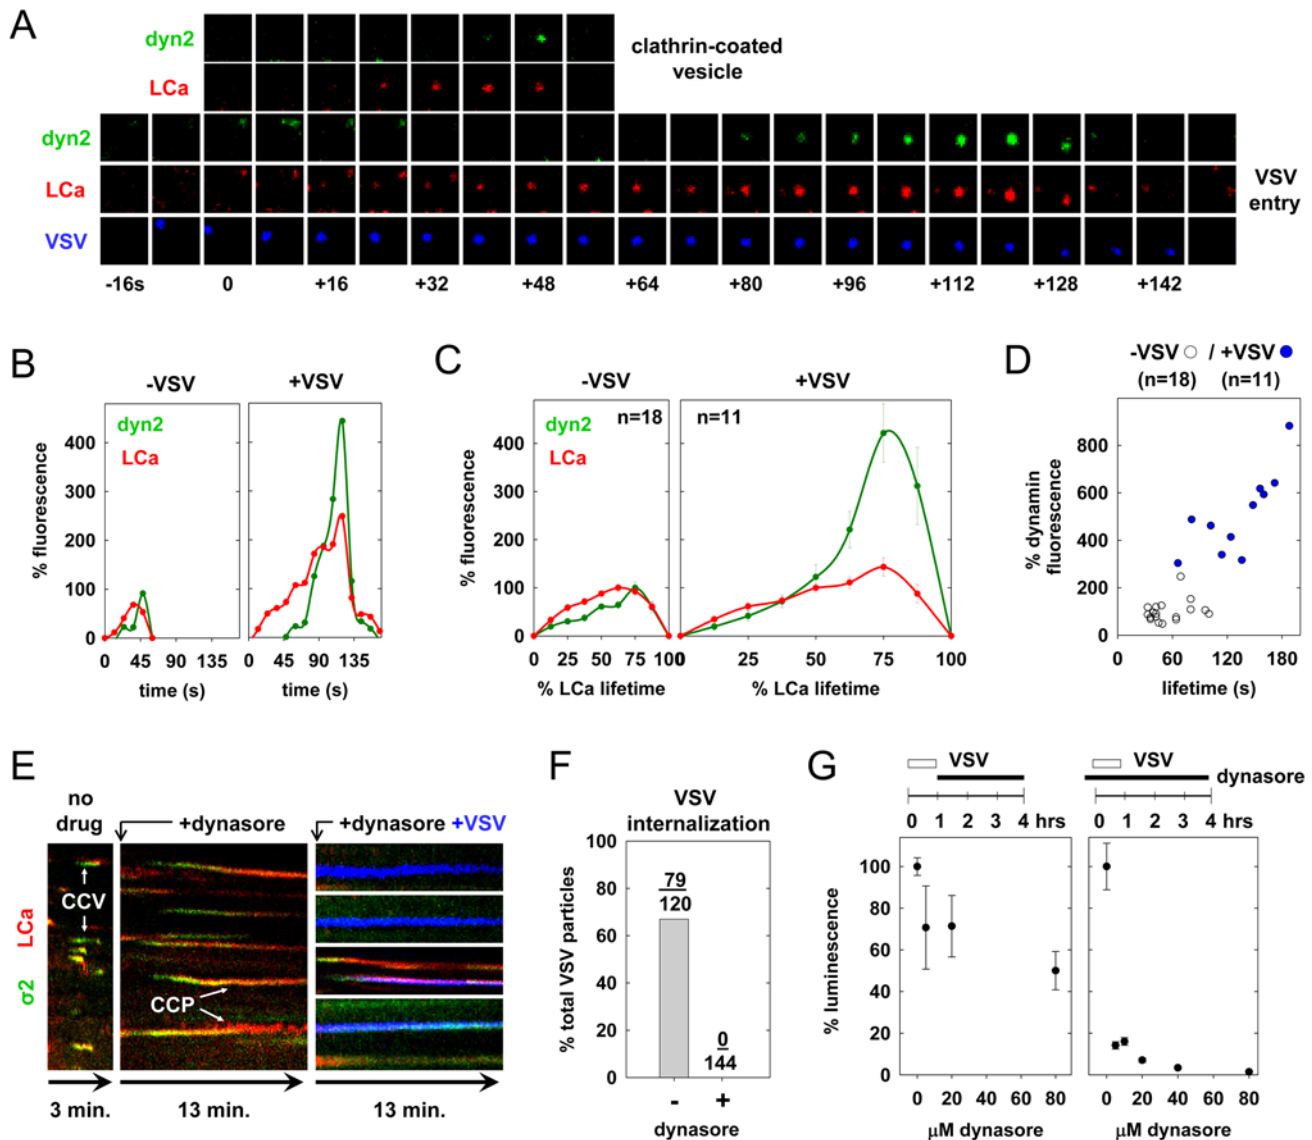 A
dyn2
LCa
clathrin-coated
vesicle
dyn2
LCa
VSV
VSV
entry
-16s 0 +16 +32 +48 +64 +80 +96 +112 +128 +142
B
-VSV +VSV
dyn2
LCa
% fluorescence
400
300
200
100
0
0 45 90 135 0 45 90 135
time (s) time (s)
C
-VSV +VSV
n=18 n=11
dyn2
LCa
% fluorescence
400
300
200
100
0
0 25 50 75 100 0 25 50 75 100
% LCa lifetime % LCa lifetime
D
-VSV / +VSV
(n=18) (n=11)
% dynamin
fluorescence
800
600
400
200
0
0 60 120 180
lifetime (s)
E
no
drug
+dynasore
+dynasore +VSV
σ2 LCa
CCV
CCP
3 min. 13 min. 13 min.
F
VSV
internalization
% total VSV particles
100
80
60
40
20
0
79
120
0
144
- +
dynasore
G
VSV VSV
dynasore
0 1 2 3 4 hrs 0 1 2 3 4 hrs
% luminescence
100
80
60
40
20
0
0 20 40 60 80 0 20 40 60 80
μM dynasore μM dynasore